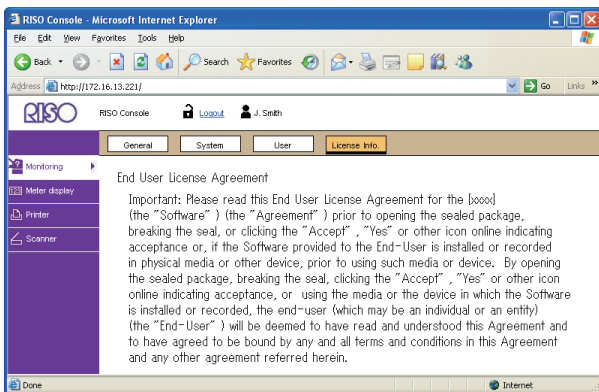 RISO Console - Microsoft Internet Explorer
File Edit View Favorites Tools Help
Back Search Favorites
Address http://172.16.13.221/ Go Links »
RISO RISO Console Logout J. Smith
General System User License Info.
Monitoring
Meter display
Printer
Scanner
End User License Agreement
Important: Please read this End User License Agreement for the [xxxx]
(the "Software" ) (the "Agreement" ) prior to opening the sealed package,
breaking the seal, or clicking the "Accept" , "Yes" or other icon online indicating
acceptance or, if the Software provided to the End-User is installed or recorded
in physical media or other device, prior to using such media or device. By opening
the sealed package, breaking the seal, clicking the "Accept" , "Yes" or other icon
online indicating acceptance, or using the media or the device in which the Software
is installed or recorded, the end-user (which may be an individual or an entity)
(the "End-User" ) will be deemed to have read and understood this Agreement and
to have agreed to be bound by any and all terms and conditions in this Agreement
and any other agreement referred herein.
Done Internet